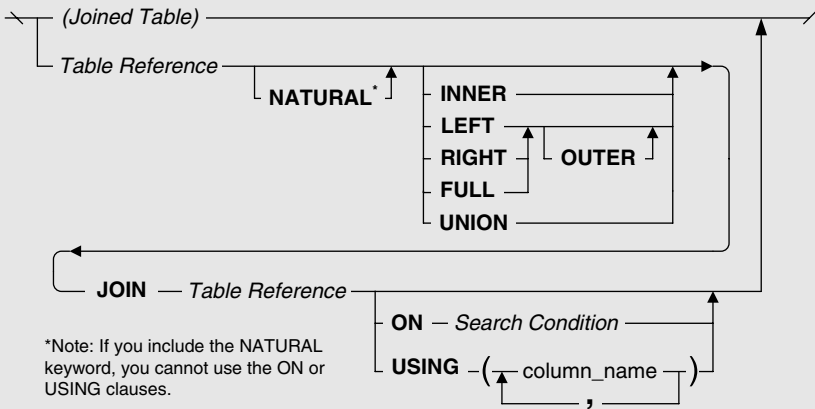 (Joined Table)
Table Reference
NATURAL*
INNER
LEFT
RIGHT
OUTER
FULL
UNION
JOIN Table Reference
ON Search Condition
USING ( column_name )
,
*Note: If you include the NATURAL
keyword, you cannot use the ON or
USING clauses.